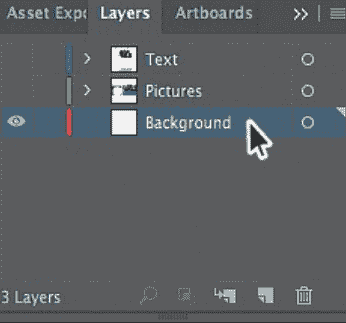 Asset Expo Layers Artboards
Text
Pictures
Background
3 Layers